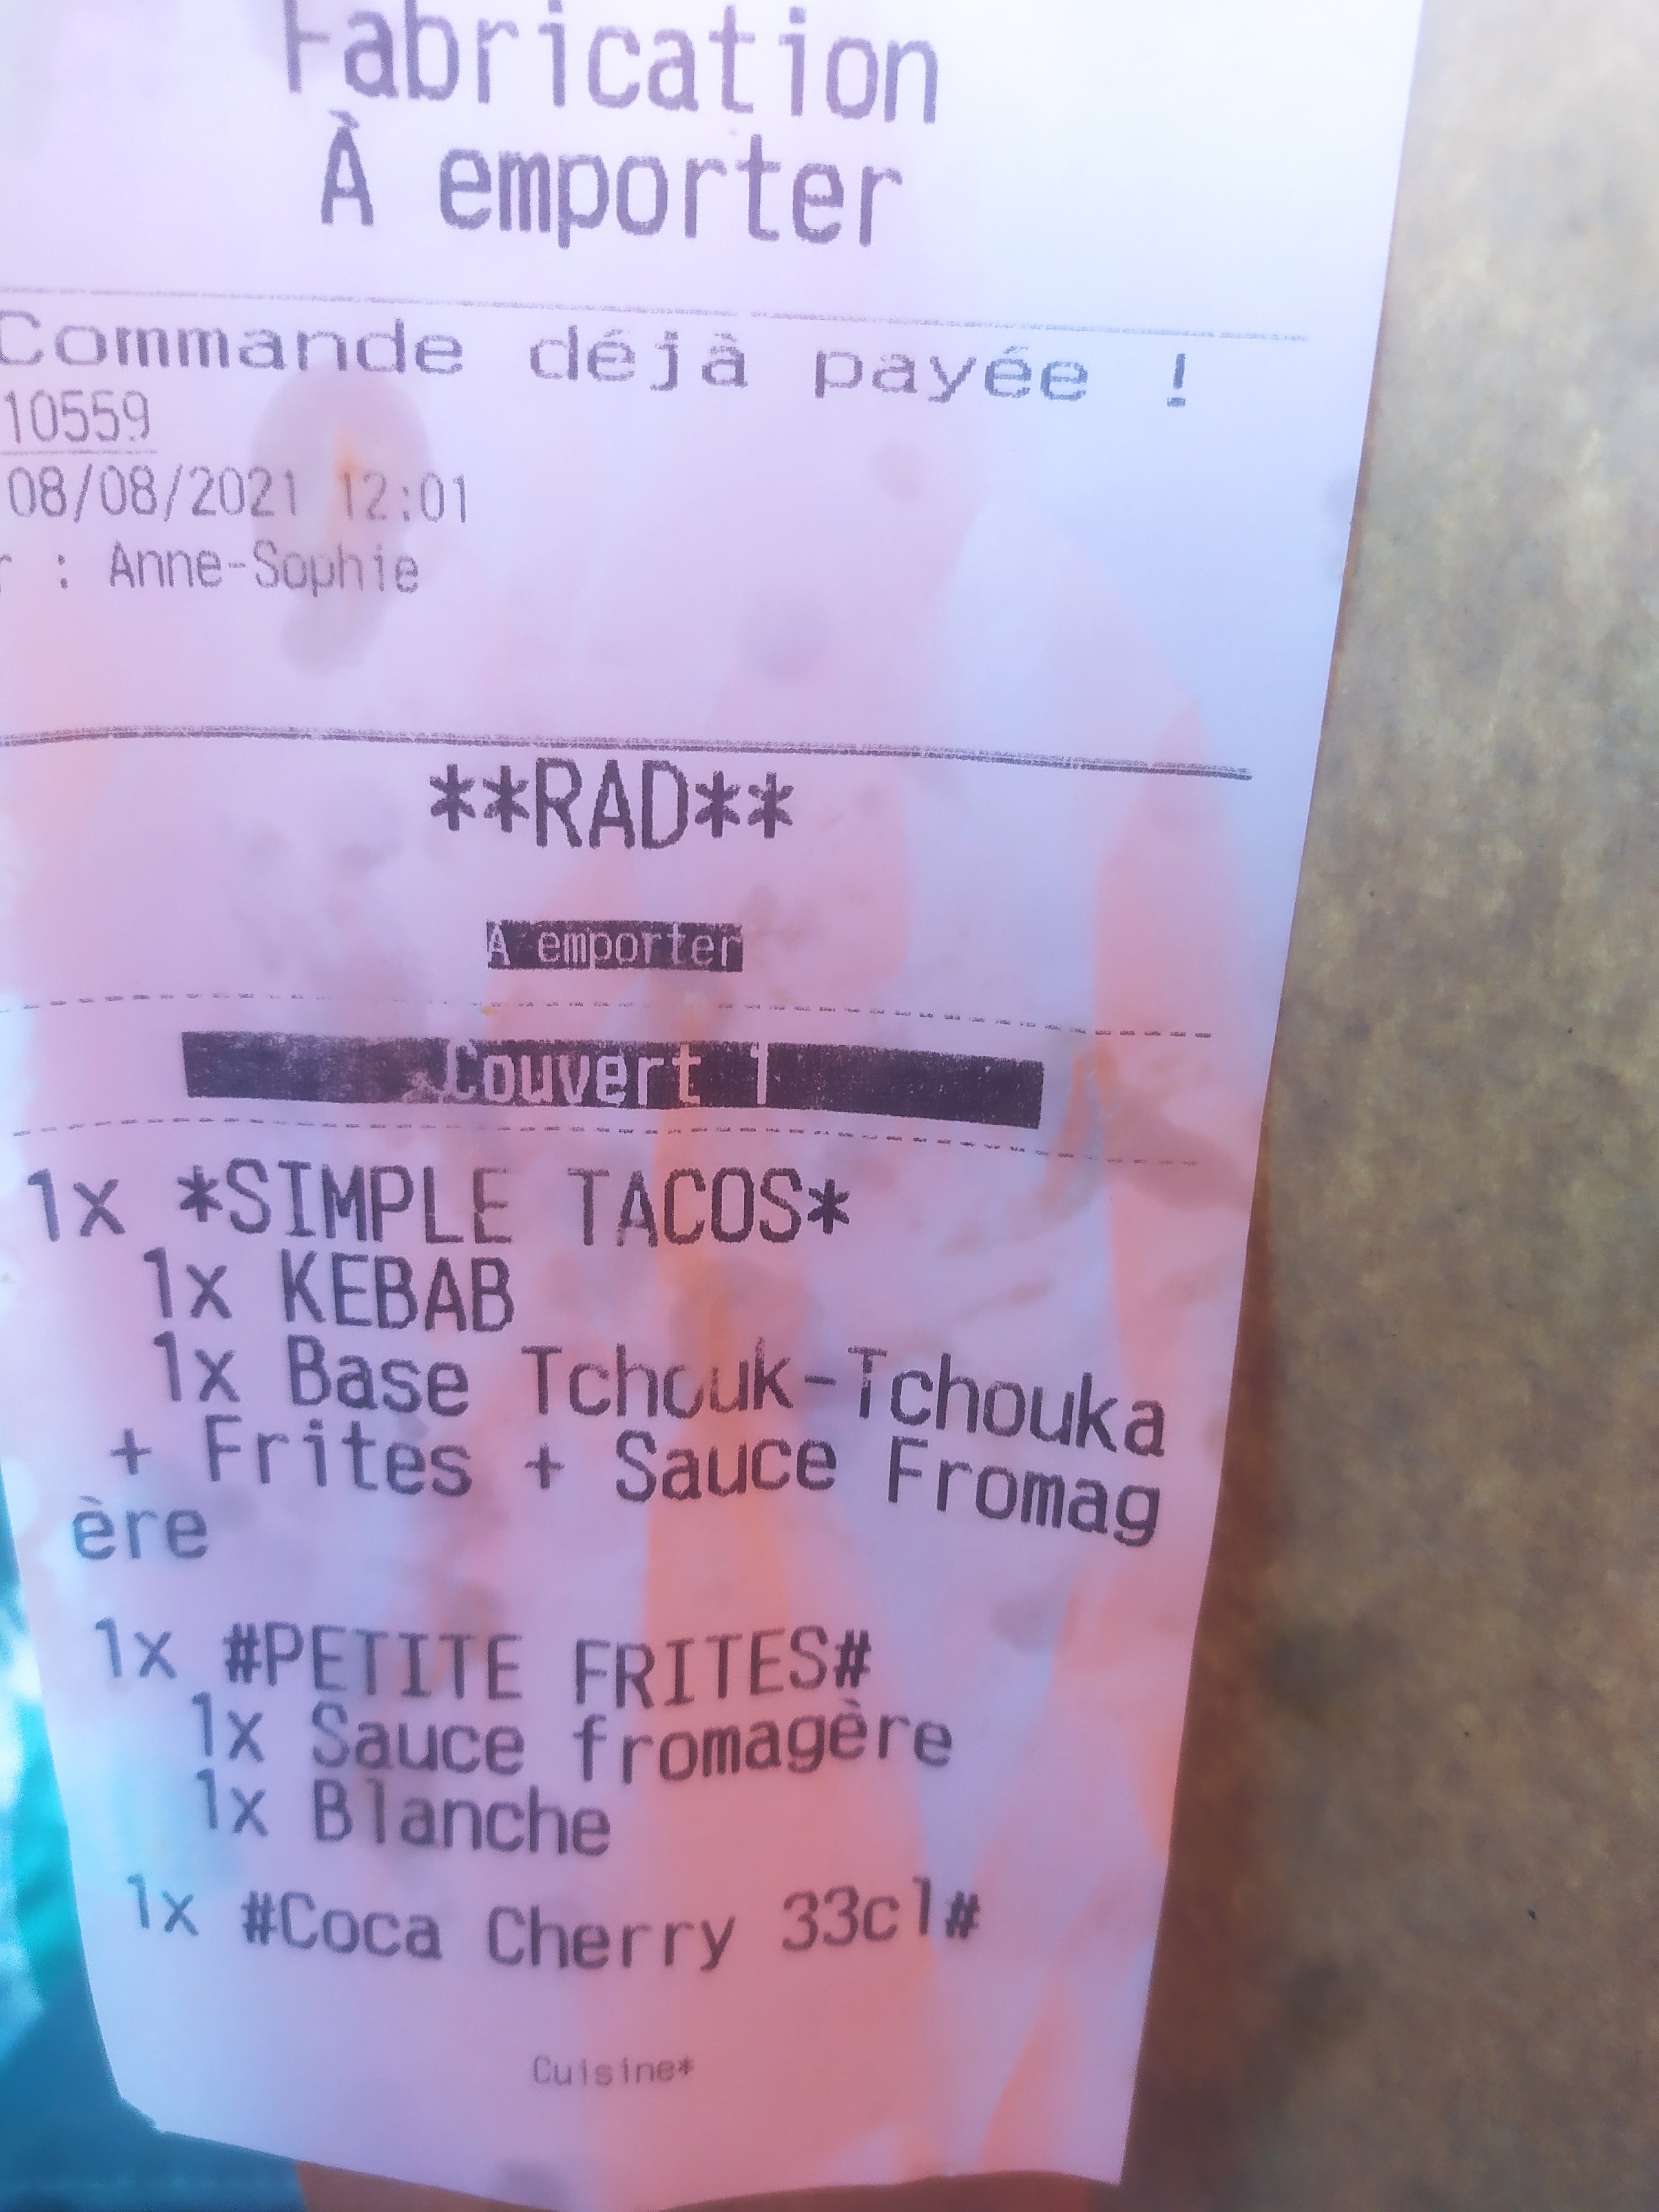 Fabrication
À emporter
Commande déjà payée !
10559
08/08/2021 12:01
r : Anne-Sophie
**RAD**
A emporter
Couvert 1
1x *SIMPLE TACOS*
1x KEBAB
1x Base Tchouk-Tchouka
+ Frites + Sauce Fromag
ère
1x #PETITE FRITES#
1x Sauce fromagère
1x Blanche
1x #Coca Cherry 33cl#
Cuisine*